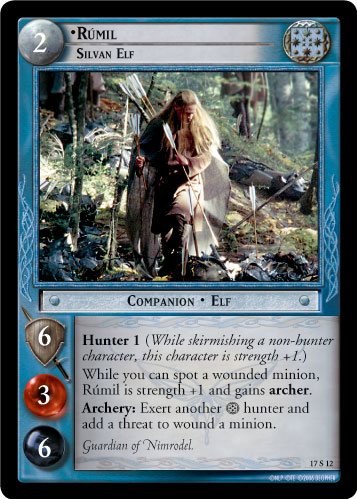 2
•Rúmil
Silvan Elf
Companion • Elf
6
3
6
Hunter 1 (While skirmishing a non-hunter
character, this character is strength +1.)
While you can spot a wounded minion,
Rúmil is strength +1 and gains archer.
Archery: Exert another hunter and
add a threat to wound a minion.
Guardian of Nimrodel.
17 S 12